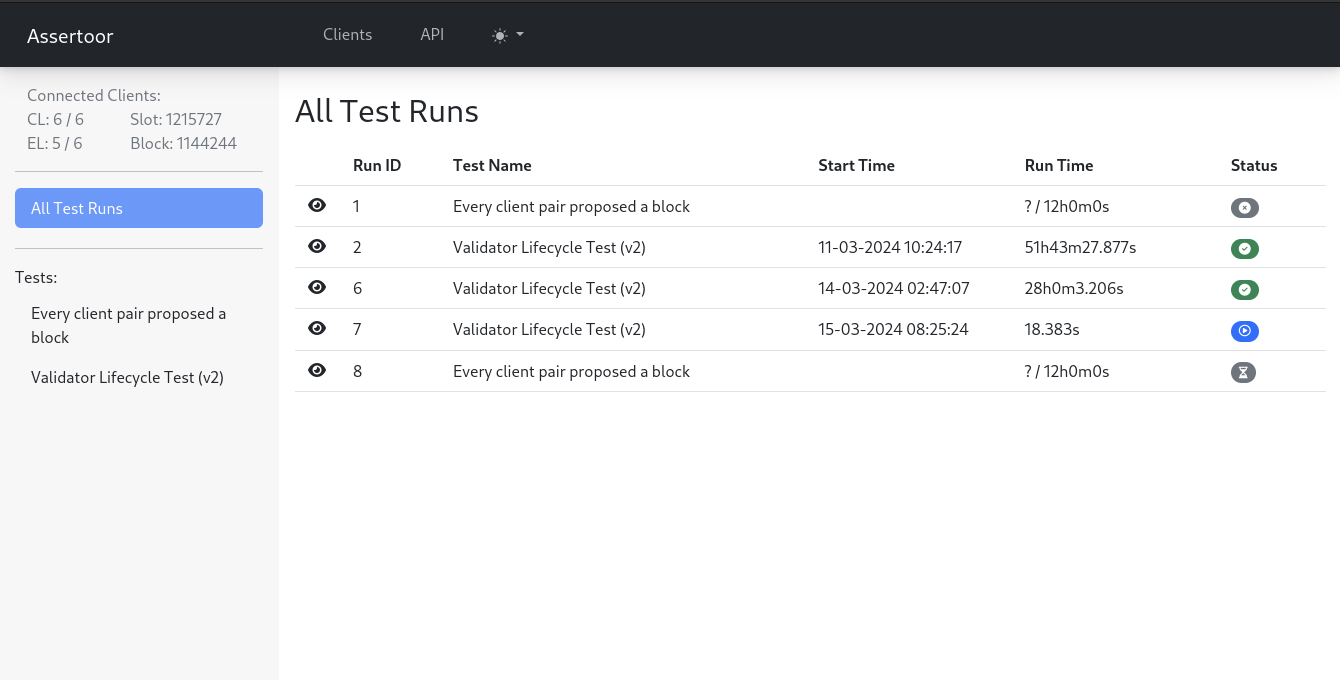 Assertoor Clients API
Connected Clients:
CL: 6 / 6 Slot: 1215727
EL: 5 / 6 Block: 1144244
All Test Runs
Tests:
Every client pair proposed a
block
Validator Lifecycle Test (v2)
All Test Runs
Run ID Test Name Start Time Run Time Status
1 Every client pair proposed a block ? / 12h0m0s
2 Validator Lifecycle Test (v2) 11-03-2024 10:24:17 51h43m27.877s
6 Validator Lifecycle Test (v2) 14-03-2024 02:47:07 28h0m3.206s
7 Validator Lifecycle Test (v2) 15-03-2024 08:25:24 18.383s
8 Every client pair proposed a block ? / 12h0m0s